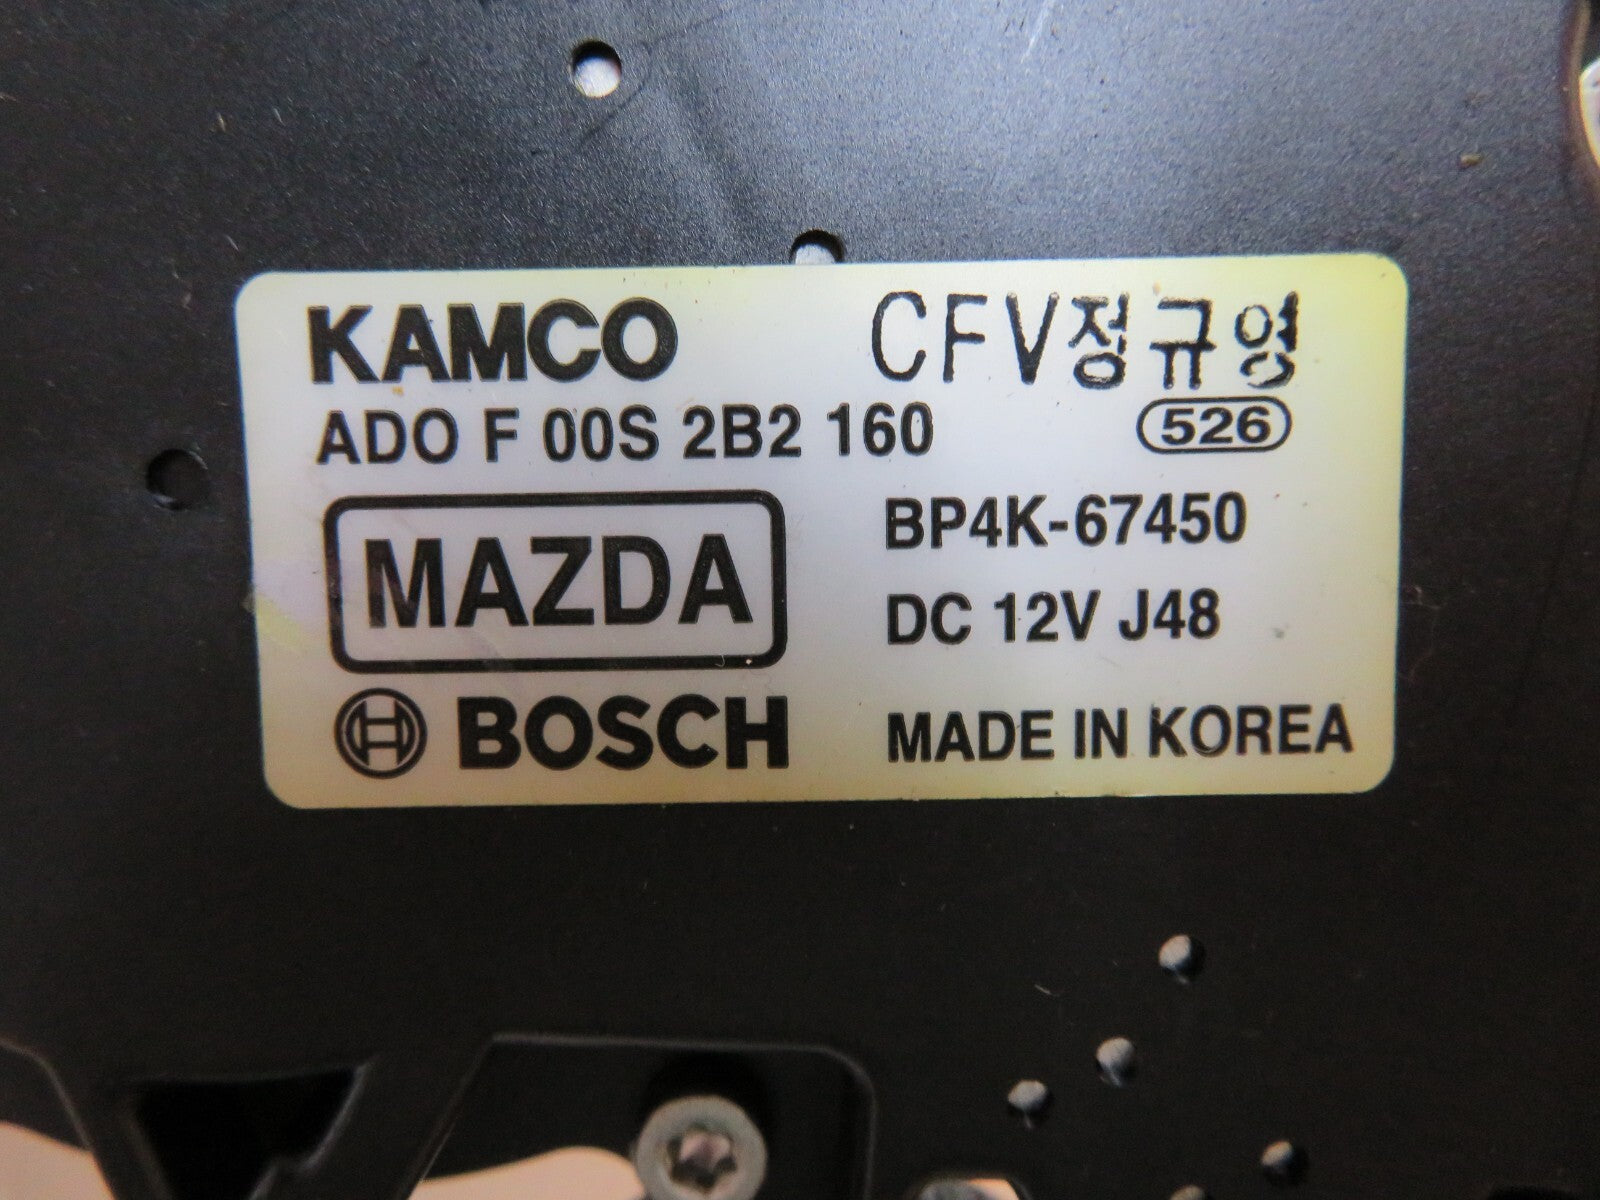 KAMCO CFV정규영
ADO F 00S 2B2 160 526
MAZDA BP4K-67450
DC 12V J48
BOSCH MADE IN KOREA